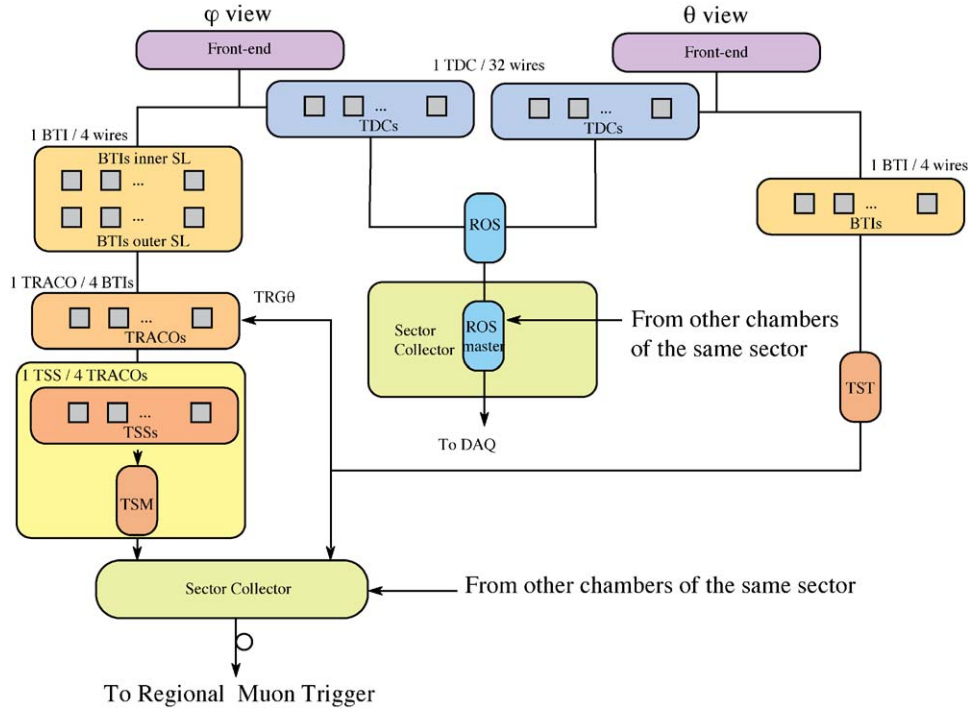 φ view
θ view
Front-end
Front-end
1 TDC / 32 wires
...
TDCs
...
TDCs
1 BTI / 4 wires
BTIs inner SL
...
...
BTIs outer SL
1 BTI / 4 wires
...
BTIs
ROS
1 TRACO / 4 BTIs
TRGθ
...
TRACOs
Sector
Collector
ROS
master
From other chambers
of the same sector
1 TSS / 4 TRACOs
...
TSSs
TST
To DAQ
TSM
Sector Collector
From other chambers of the same sector
To Regional Muon Trigger